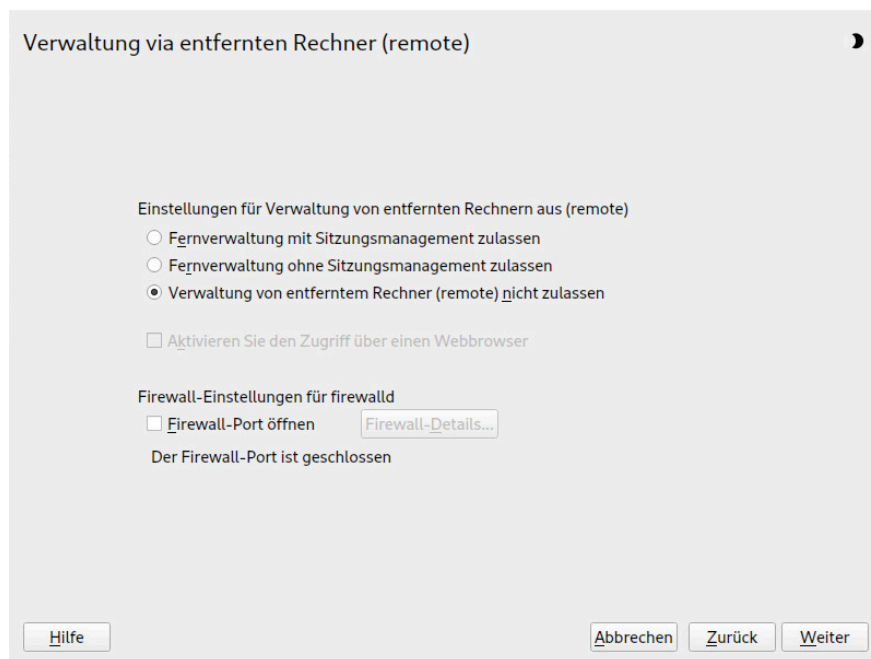 Verwaltung via entfernten Rechner (remote)
Einstellungen für Verwaltung von entfernten Rechnern aus (remote)
Fernverwaltung mit Sitzungsmanagement zulassen
Fernverwaltung ohne Sitzungsmanagement zulassen
Verwaltung von entferntem Rechner (remote) nicht zulassen
Aktivieren Sie den Zugriff über einen Webbrowser
Firewall-Einstellungen für firewalld
Firewall-Port öffnen Firewall-Details...
Der Firewall-Port ist geschlossen
Hilfe Abbrechen Zurück Weiter